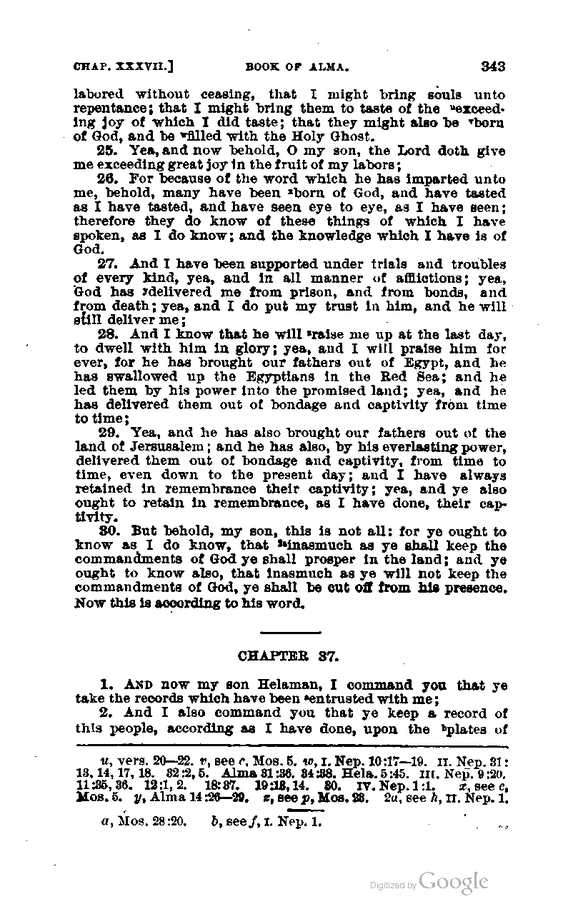 CHAP. XXXVII.] BOOK OF ALMA. 343
labored without ceasing, that I might bring souls unto
repentance; that I might bring them to taste of the ᵘexceed-
ing joy of which I did taste; that they might also be ᵛborn
of God, and be ʷfilled with the Holy Ghost.
25. Yea, and now behold, O my son, the Lord doth give
me exceeding great joy in the fruit of my labors;
26. For because of the word which he has imparted unto
me, behold, many have been ˣborn of God, and have tasted
as I have tasted, and have seen eye to eye, as I have seen;
therefore they do know of these things of which I have
spoken, as I do know; and the knowledge which I have is of
God.
27. And I have been supported under trials and troubles
of every kind, yea, and in all manner of afflictions; yea,
God has ʸdelivered me from prison, and from bonds, and
from death; yea, and I do put my trust in him, and he will
still deliver me;
28. And I know that he will ᶻraise me up at the last day,
to dwell with him in glory; yea, and I will praise him for
ever, for he has brought our fathers out of Egypt, and he
has swallowed up the Egyptians in the Red Sea; and he
led them by his power into the promised land; yea, and he
has delivered them out of bondage and captivity from time
to time;
29. Yea, and he has also brought our fathers out of the
land of Jerusalem; and he has also, by his everlasting power,
delivered them out of bondage and captivity, from time to
time, even down to the present day; and I have always
retained in remembrance their captivity; yea, and ye also
ought to retain in remembrance, as I have done, their cap-
tivity.
30. But behold, my son, this is not all: for ye ought to
know as I do know, that ²ᵃinasmuch as ye shall keep the
commandments of God ye shall prosper in the land; and ye
ought to know also, that inasmuch as ye will not keep the
commandments of God, ye shall be cut off from his presence.
Now this is according to his word.
CHAPTER 37.
1. AND now my son Helaman, I command you that ye
take the records which have been ᵃentrusted with me;
2. And I also command you that ye keep a record of
this people, according as I have done, upon the ᵇplates of
u, vers. 20—22. v, see c, Mos. 5. w, I. Nep. 10:17—19. II. Nep. 31:
13, 14, 17, 18. 32:2, 5. Alma 31:36. 34:38. Hela. 5:45. III. Nep. 9:20.
11:35, 36. 12:1, 2. 18:37. 19:13, 14. 30. IV. Nep. 1:1. x, see c,
Mos. 5. y, Alma 14:26—29. z, see p, Mos. 23. 2a, see h, II. Nep. 1.
a, Mos. 28:20. b, see f, I. Nep. 1.
Digitized by Google